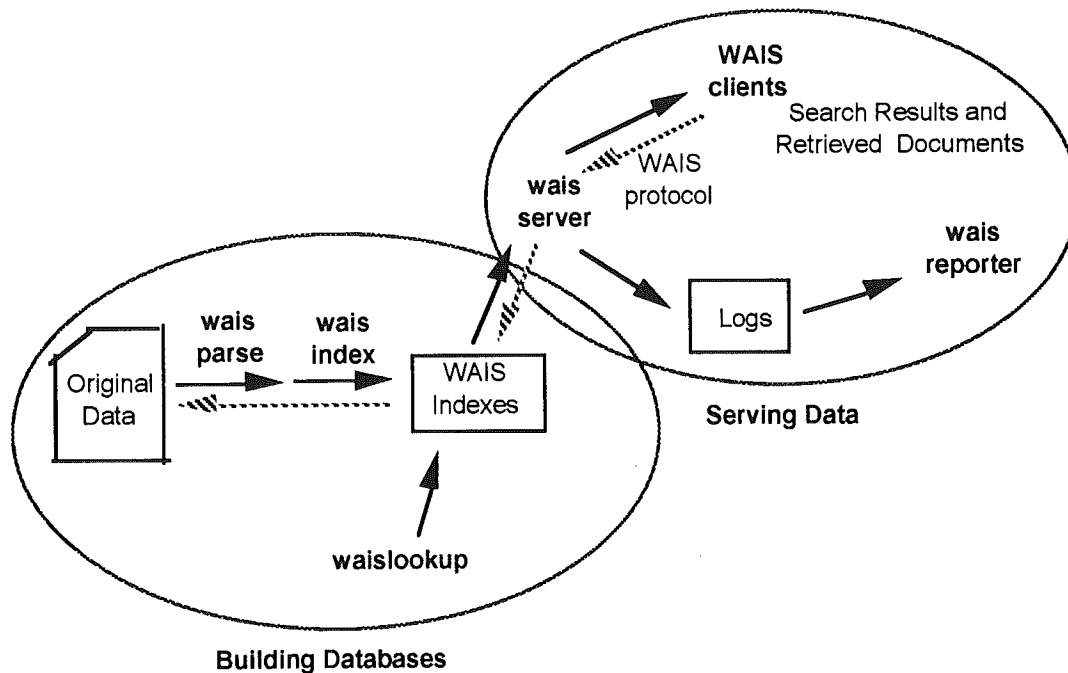 WAIS
clients
Search Results and
Retrieved Documents
WAIS
protocol
wais
server
wais
reporter
Logs
Serving Data
wais
parse
wais
index
Original
Data
WAIS
Indexes
waislookup
Building Databases